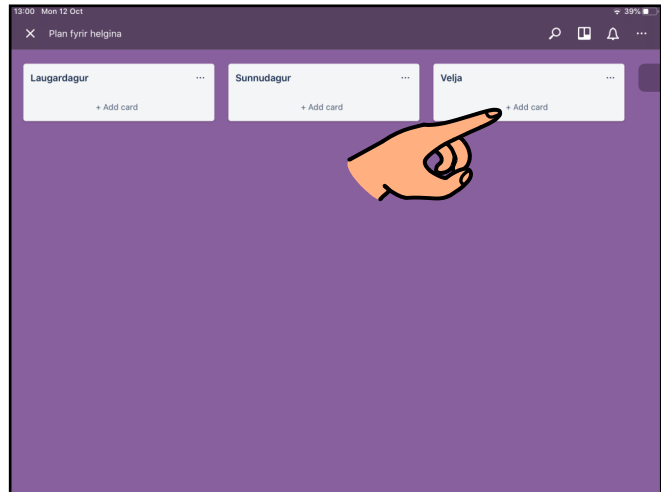 13:00 Mon 12 Oct 39%
Plan fyrir helgina
Laugardagur
+ Add card
Sunnudagur
+ Add card
Velja
+ Add card